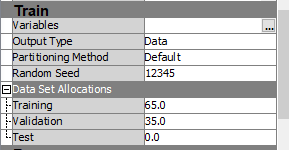 Train
Variables ...
Output Type Data
Partitioning Method Default
Random Seed 12345
Data Set Allocations
Training 65.0
Validation 35.0
Test 0.0